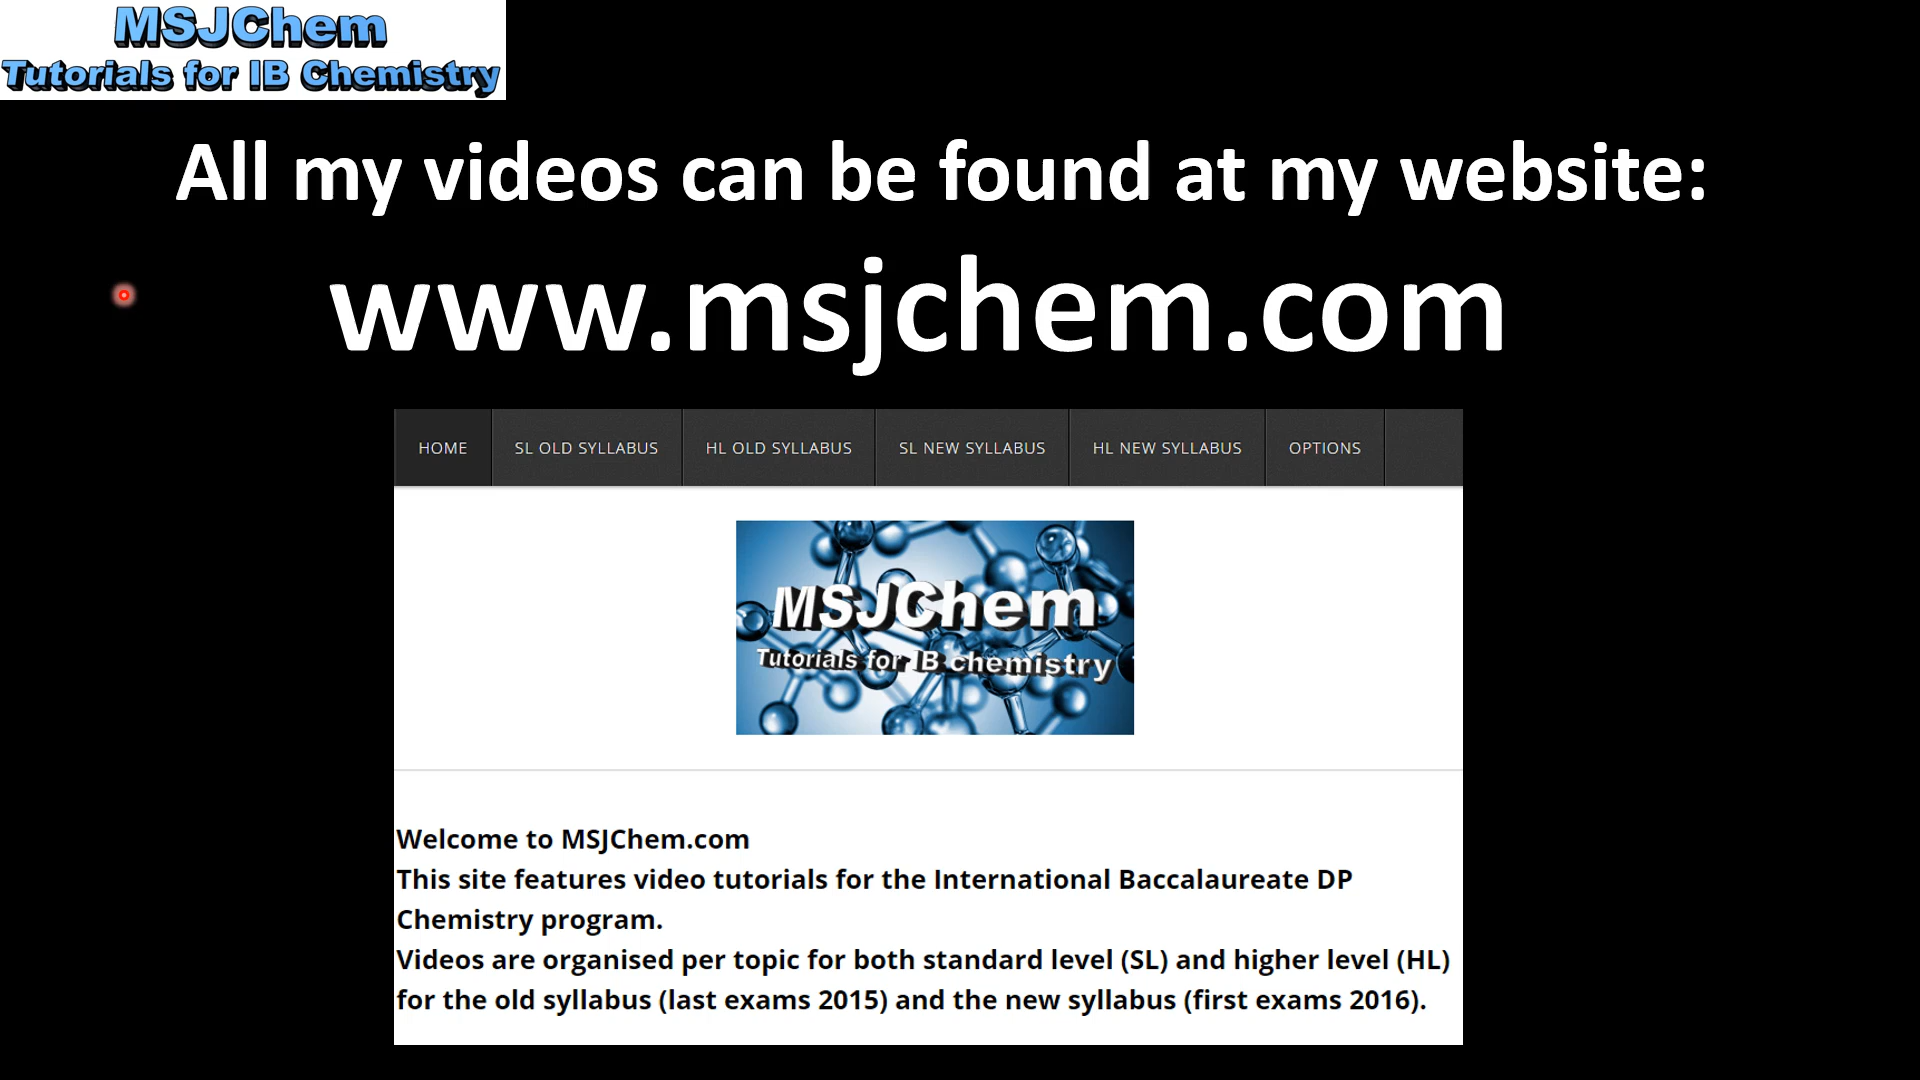 MSJChem
Tutorials for IB Chemistry
All my videos can be found at my website:
www.msjchem.com
HOME SL OLD SYLLABUS HL OLD SYLLABUS SL NEW SYLLABUS HL NEW SYLLABUS OPTIONS
MSJChem
Tutorials for IB chemistry
Welcome to MSJChem.com
This site features video tutorials for the International Baccalaureate DP
Chemistry program.
Videos are organised per topic for both standard level (SL) and higher level (HL)
for the old syllabus (last exams 2015) and the new syllabus (first exams 2016).